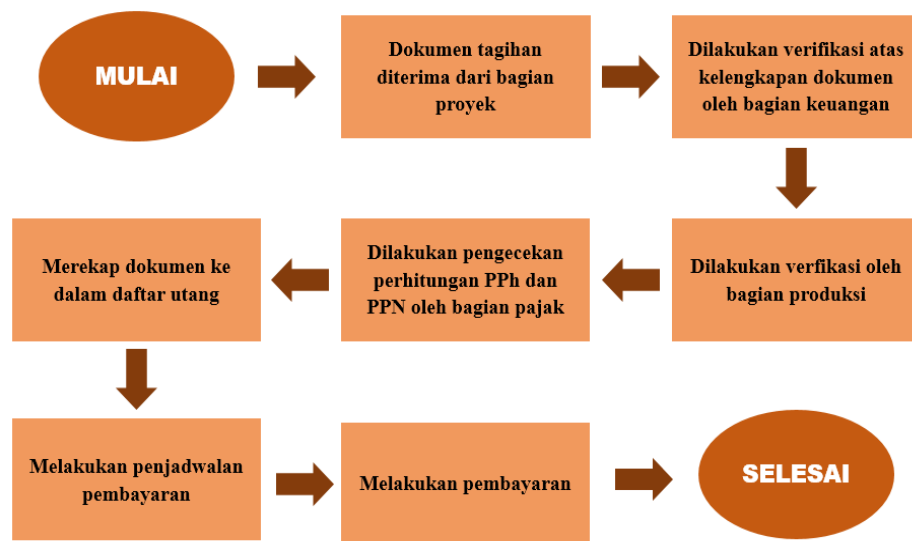 MULAI
Dokumen tagihan
diterima dari bagian
proyek
Dilakukan verifikasi atas
kelengkapan dokumen
oleh bagian keuangan
Dilakukan verfikasi oleh
bagian produksi
Dilakukan pengecekan
perhitungan PPh dan
PPN oleh bagian pajak
Merekap dokumen ke
dalam daftar utang
Melakukan penjadwalan
pembayaran
Melakukan pembayaran
SELESAI